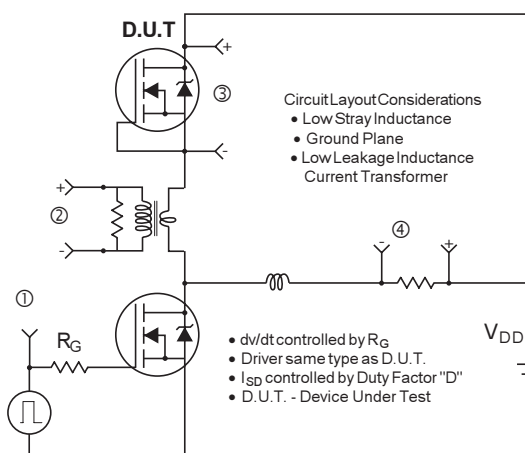 D.U.T
+
③
-
Circuit Layout Considerations
• Low Stray Inductance
• Ground Plane
• Low Leakage Inductance
Current Transformer
+
②
-
④
-
+
①
RG
VDD
• dv/dt controlled by RG
• Driver same type as D.U.T.
• ISD controlled by Duty Factor "D"
• D.U.T. - Device Under Test